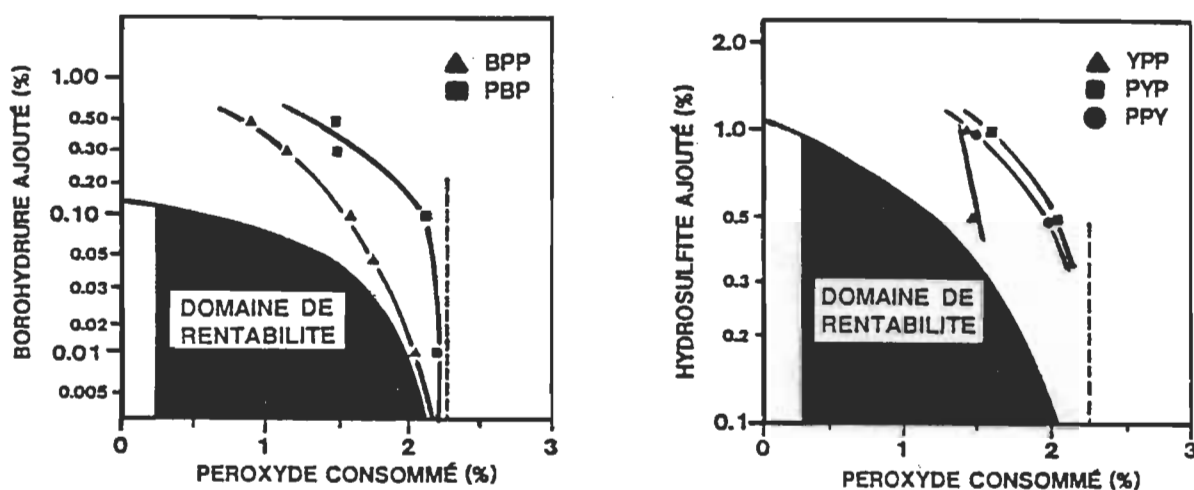 BOROHYDRURE AJOUTÉ (%)
1.00
0.50
0.30
0.20
0.10
0.05
0.03
0.02
0.01
0.005
BPP
PBP
DOMAINE DE
RENTABILITE
0
1
2
3
PEROXYDE CONSOMMÉ (%)
HYDROSULFITE AJOUTÉ (%)
2.0
1.0
0.5
0.3
0.2
0.1
YPP
PYP
PPY
DOMAINE DE
RENTABILITE
0
1
2
3
PEROXYDE CONSOMMÉ (%)